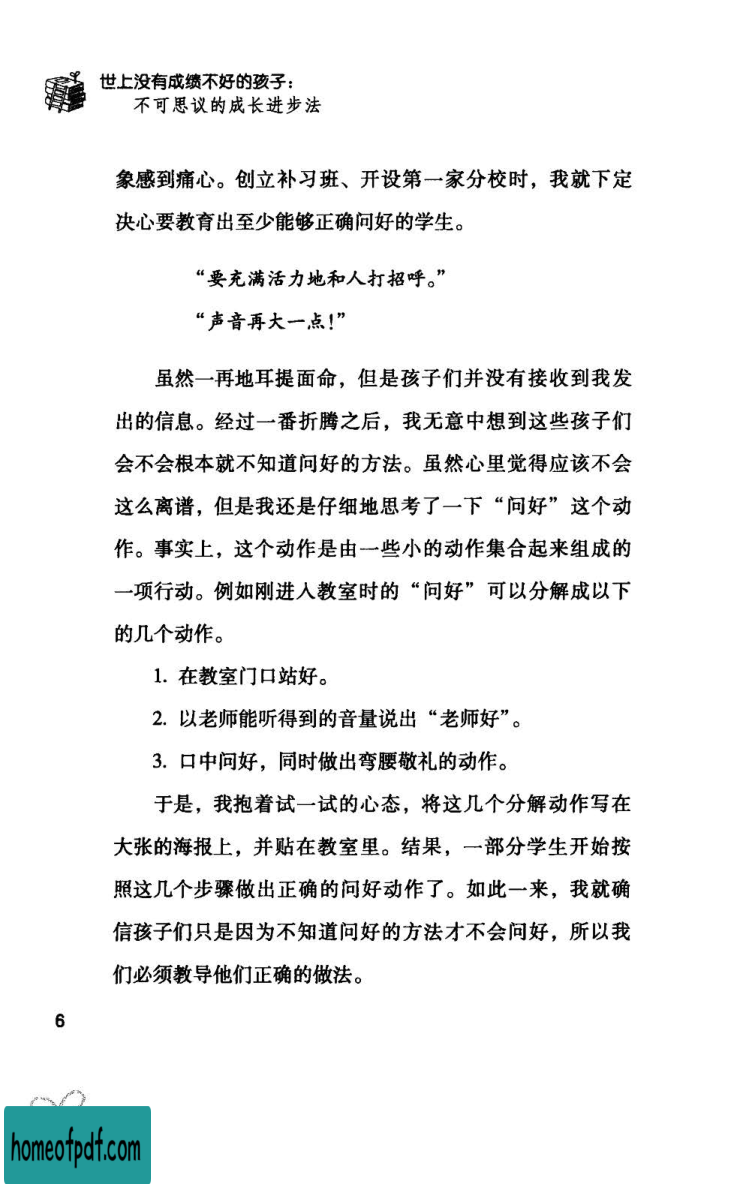 世上没有成绩不好的孩子：
不可思议的成长进步法
象感到痛心。创立补习班、开设第一家分校时，我就下定
决心要教育出至少能够正确问好的学生。
“要充满活力地和人打招呼。”
“声音再大一点！”
虽然一再地耳提面命，但是孩子们并没有接收到我发
出的信息。经过一番折腾之后，我无意中想到这些孩子们
会不会根本就不知道问好的方法。虽然心里觉得应该不会
这么离谱，但是我还是仔细地思考了一下“问好”这个动
作。事实上，这个动作是由一些小的动作集合起来组成的
一项行动。例如刚进入教室时的“问好”可以分解成以下
的几个动作。
1. 在教室门口站好。
2. 以老师能听得到的音量说出“老师好”。
3. 口中问好，同时做出弯腰敬礼的动作。
于是，我抱着试一试的心态，将这几个分解动作写在
大张的海报上，并贴在教室里。结果，一部分学生开始按
照这几个步骤做出正确的问好动作了。如此一来，我就确
信孩子们只是因为不知道问好的方法才不会问好，所以我
们必须教导他们正确的做法。
6
homeofpdf.com